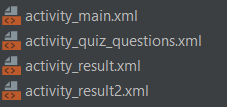 activity_main.xml
activity_quiz_questions.xml
activity_result.xml
activity_result2.xml